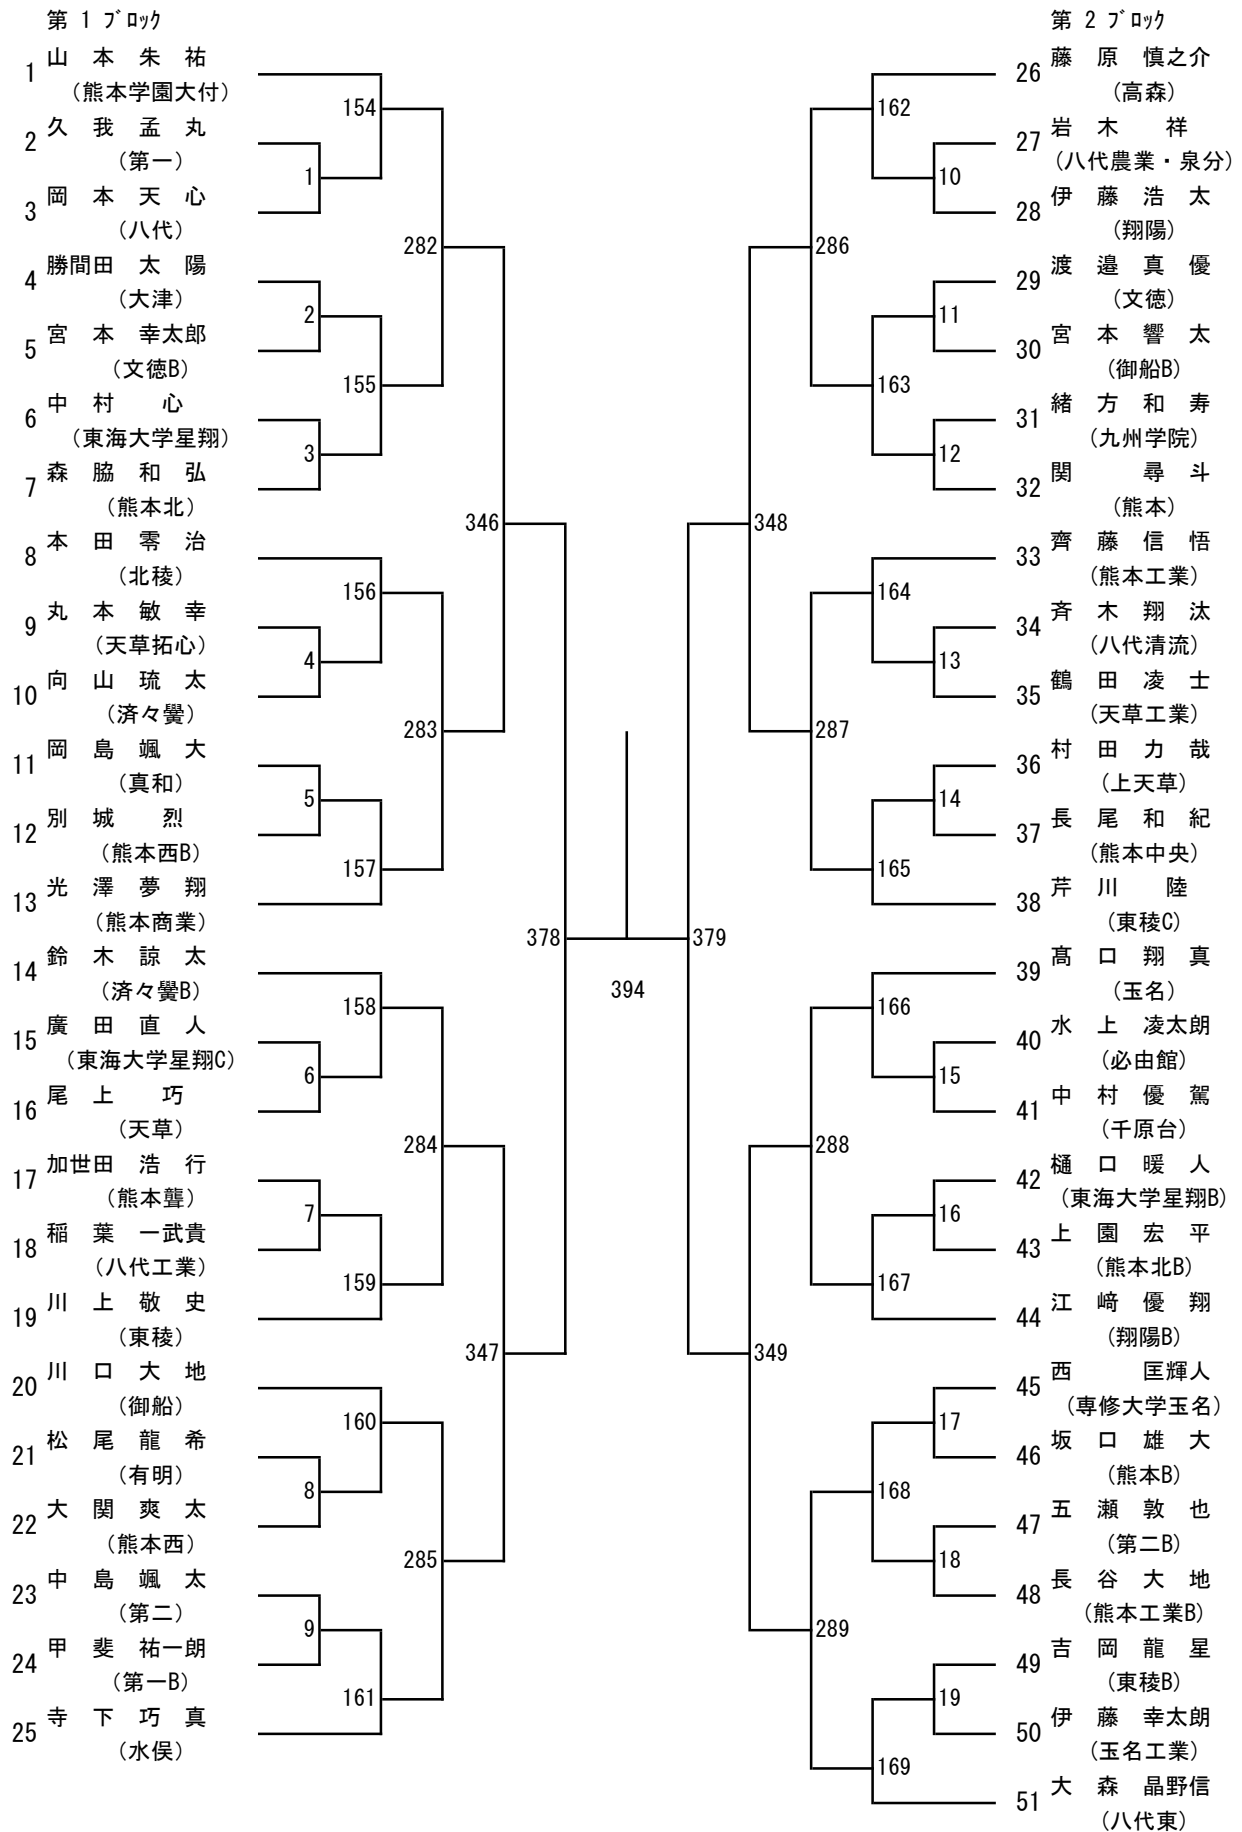 第 1 ブロック
1 山 本 朱 祐
(熊本学園大付)
154
2 久 我 孟 丸
(第一)
1
3 岡 本 天 心
(八代)
282
4 勝間田 太 陽
(大津)
2
5 宮 本 幸太郎
(文徳B)
155
6 中 村 心
(東海大学星翔)
3
7 森 脇 和 弘
(熊本北)
346
8 本 田 零 治
(北稜)
156
9 丸 本 敏 幸
(天草拓心)
4
10 向 山 琉 太
(済々黌)
283
11 岡 島 颯 大
(真和)
5
12 別 城 烈
(熊本西B)
157
13 光 澤 夢 翔
(熊本商業)
378
14 鈴 木 諒 太
(済々黌B)
158
15 廣 田 直 人
(東海大学星翔C)
6
16 尾 上 巧
(天草)
284
17 加世田 浩 行
(熊本聾)
7
18 稲 葉 一武貴
(八代工業)
159
19 川 上 敬 史
(東稜)
347
20 川 口 大 地
(御船)
160
21 松 尾 龍 希
(有明)
8
22 大 関 爽 太
(熊本西)
285
23 中 島 颯 太
(第二)
9
24 甲 斐 祐一朗
(第一B)
161
25 寺 下 巧 真
(水俣)
394
第 2 ブロック
26 藤 原 慎之介
(高森)
162
27 岩 木 祥
(八代農業・泉分)
10
28 伊 藤 浩 太
(翔陽)
286
29 渡 邉 真 優
(文徳)
11
30 宮 本 響 太
(御船B)
163
31 緒 方 和 寿
(九州学院)
12
32 関 尋 斗
(熊本)
348
33 齊 藤 信 悟
(熊本工業)
164
34 斉 木 翔 汰
(八代清流)
13
35 鶴 田 凌 士
(天草工業)
287
36 村 田 力 哉
(上天草)
14
37 長 尾 和 紀
(熊本中央)
165
38 芹 川 陸
(東稜C)
379
39 髙 口 翔 真
(玉名)
166
40 水 上 凌太朗
(必由館)
15
41 中 村 優 駕
(千原台)
288
42 樋 口 暖 人
(東海大学星翔B)
16
43 上 園 宏 平
(熊本北B)
167
44 江 﨑 優 翔
(翔陽B)
349
45 西 匡輝人
(専修大学玉名)
17
46 坂 口 雄 大
(熊本B)
168
47 五 瀬 敦 也
(第二B)
18
48 長 谷 大 地
(熊本工業B)
289
49 吉 岡 龍 星
(東稜B)
19
50 伊 藤 幸太朗
(玉名工業)
169
51 大 森 晶野信
(八代東)